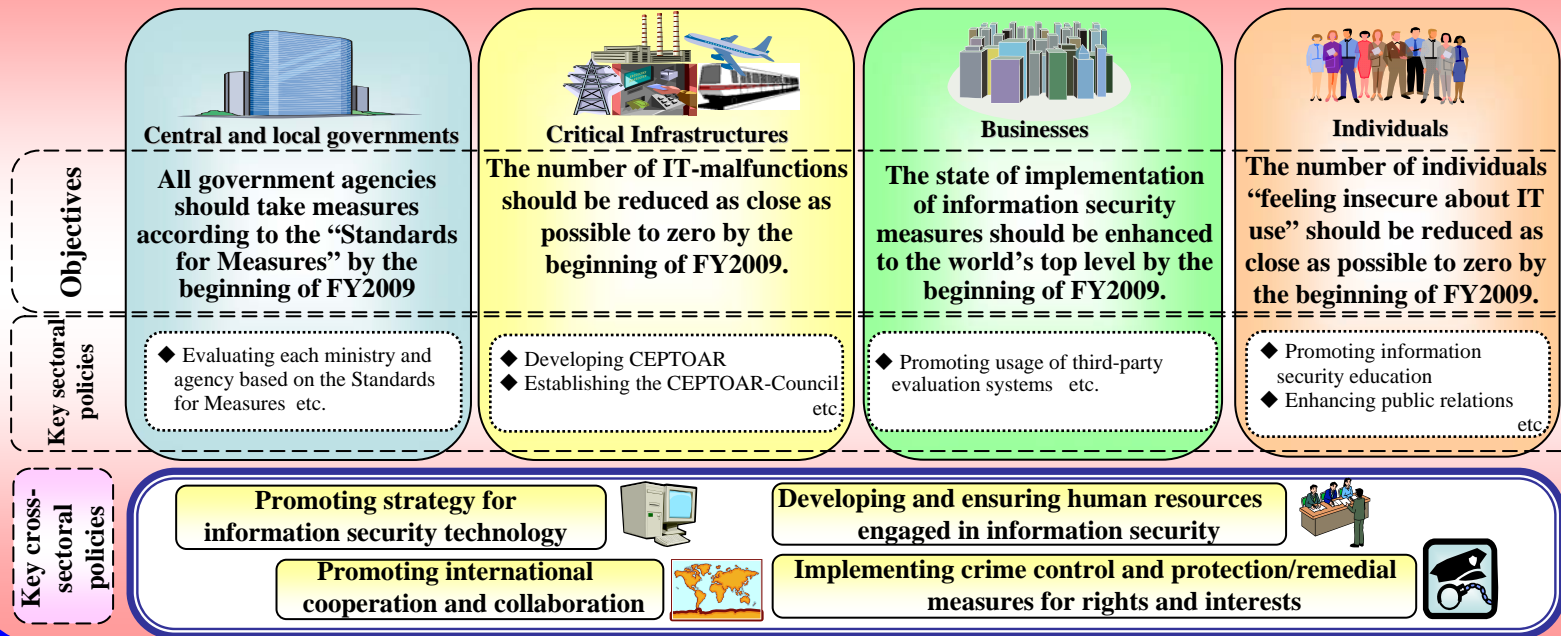 Central and local governments
Critical Infrastructures
Businesses
Individuals
Objectives
All government agencies
should take measures
according to the “Standards
for Measures” by the
beginning of FY2009
The number of IT-malfunctions
should be reduced as close as
possible to zero by the
beginning of FY2009.
The state of implementation
of information security
measures should be enhanced
to the world’s top level by the
beginning of FY2009.
The number of individuals
“feeling insecure about IT
use” should be reduced as
close as possible to zero by
the beginning of FY2009.
Key sectoral
policies
◆ Evaluating each ministry and
agency based on the Standards
for Measures etc.
◆ Developing CEPTOAR
◆ Establishing the CEPTOAR-Council
etc.
◆ Promoting usage of third-party
evaluation systems etc.
◆ Promoting information
security education
◆ Enhancing public relations
etc
Key cross-
sectoral
policies
Promoting strategy for
information security technology
Developing and ensuring human resources
engaged in information security
Promoting international
cooperation and collaboration
Implementing crime control and protection/remedial
measures for rights and interests